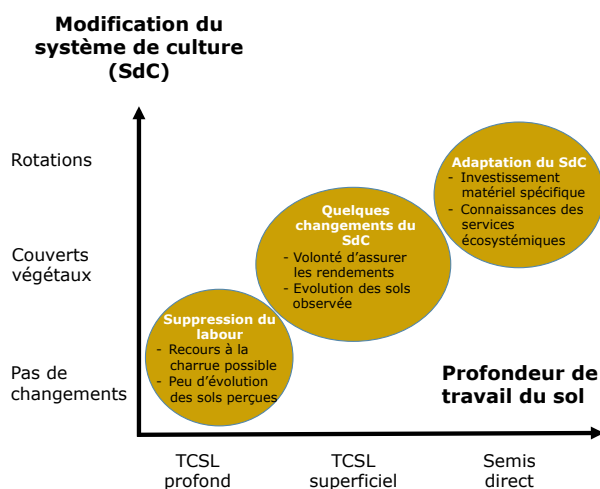 Modification du
système de culture
(SdC)
Rotations
Couverts
végétaux
Pas de
changements
Adaptation du SdC
- Investissement
matériel spécifique
- Connaissances des
services
écosystémiques
Quelques
changements du
SdC
- Volonté d'assurer
les rendements
- Evolution des sols
observée
Suppression du
labour
- Recours à la
charrue possible
- Peu d'évolution
des sols perçues
Profondeur de
travail du sol
TCSL
profond
TCSL
superficiel
Semis
direct